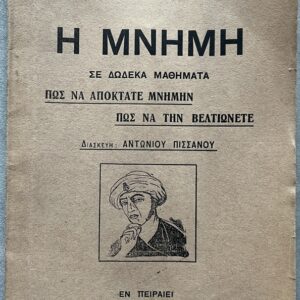 Η ΜΝΗΜΗ
ΣΕ ΔΩΔΕΚΑ ΜΑΘΗΜΑΤΑ
ΠΩΣ ΝΑ ΑΠΟΚΤΑΤΕ ΜΝΗΜΗΝ
ΠΩΣ ΝΑ ΤΗΝ ΒΕΛΤΙΩΝΕΤΕ
ΔΙΑΣΚΕΥΗ: ΑΝΤΩΝΙΟΥ ΠΙΣΣΑΝΟΥ
ΕΝ ΠΕΙΡΑΙΕΙ